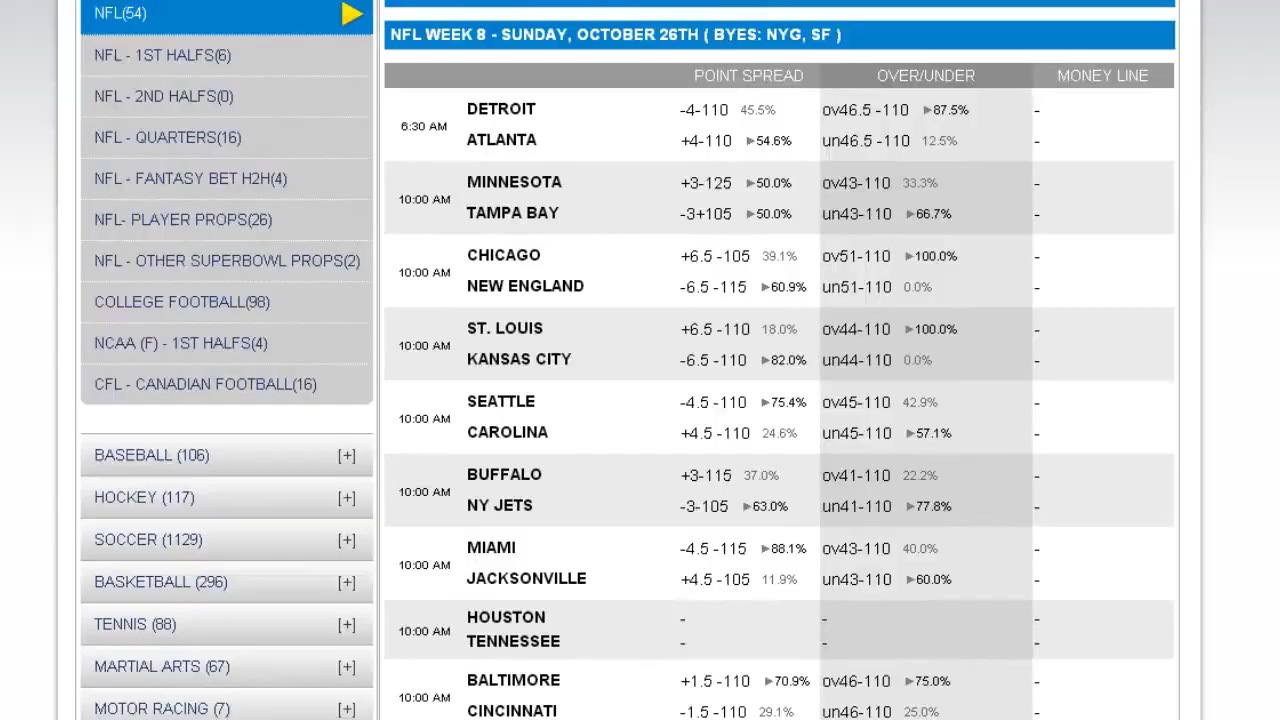 NFL(54)
NFL - 1ST HALFS(6)
NFL - 2ND HALFS(0)
NFL - QUARTERS(16)
NFL - FANTASY BET H2H(4)
NFL- PLAYER PROPS(26)
NFL - OTHER SUPERBOWL PROPS(2)
COLLEGE FOOTBALL(98)
NCAA (F) - 1ST HALFS(4)
CFL - CANADIAN FOOTBALL(16)
BASEBALL (106) [+]
HOCKEY (117) [+]
SOCCER (1129) [+]
BASKETBALL (296) [+]
TENNIS (88) [+]
MARTIAL ARTS (67) [+]
MOTOR RACING (7) [+]
NFL WEEK 8 - SUNDAY, OCTOBER 26TH ( BYES: NYG, SF )
POINT SPREAD OVER/UNDER MONEY LINE
6:30 AM
DETROIT -4-110 45.5% ov46.5 -110 ►87.5% -
ATLANTA +4-110 ►54.6% un46.5 -110 12.5% -
10:00 AM
MINNESOTA +3-125 ►50.0% ov43-110 33.3% -
TAMPA BAY -3+105 ►50.0% un43-110 ►66.7% -
10:00 AM
CHICAGO +6.5 -105 39.1% ov51-110 ►100.0% -
NEW ENGLAND -6.5 -115 ►60.9% un51-110 0.0% -
10:00 AM
ST. LOUIS +6.5 -110 18.0% ov44-110 ►100.0% -
KANSAS CITY -6.5 -110 ►82.0% un44-110 0.0% -
10:00 AM
SEATTLE -4.5 -110 ►75.4% ov45-110 42.9% -
CAROLINA +4.5 -110 24.6% un45-110 ►57.1% -
10:00 AM
BUFFALO +3-115 37.0% ov41-110 22.2% -
NY JETS -3-105 ►63.0% un41-110 ►77.8% -
10:00 AM
MIAMI -4.5 -115 ►88.1% ov43-110 40.0% -
JACKSONVILLE +4.5 -105 11.9% un43-110 ►60.0% -
10:00 AM
HOUSTON - - -
TENNESSEE - - -
10:00 AM
BALTIMORE +1.5 -110 ►70.9% ov46-110 ►75.0% -
CINCINNATI -1.5 -110 29.1% un46-110 25.0% -